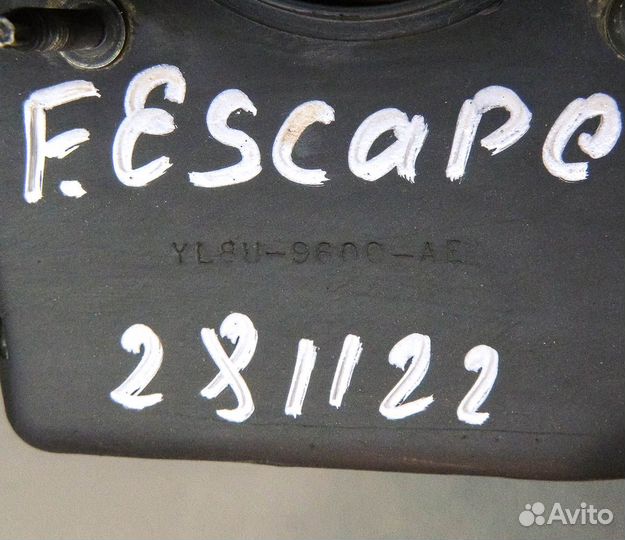 F.Escape
YL8U-9600-AE
281122
Avito